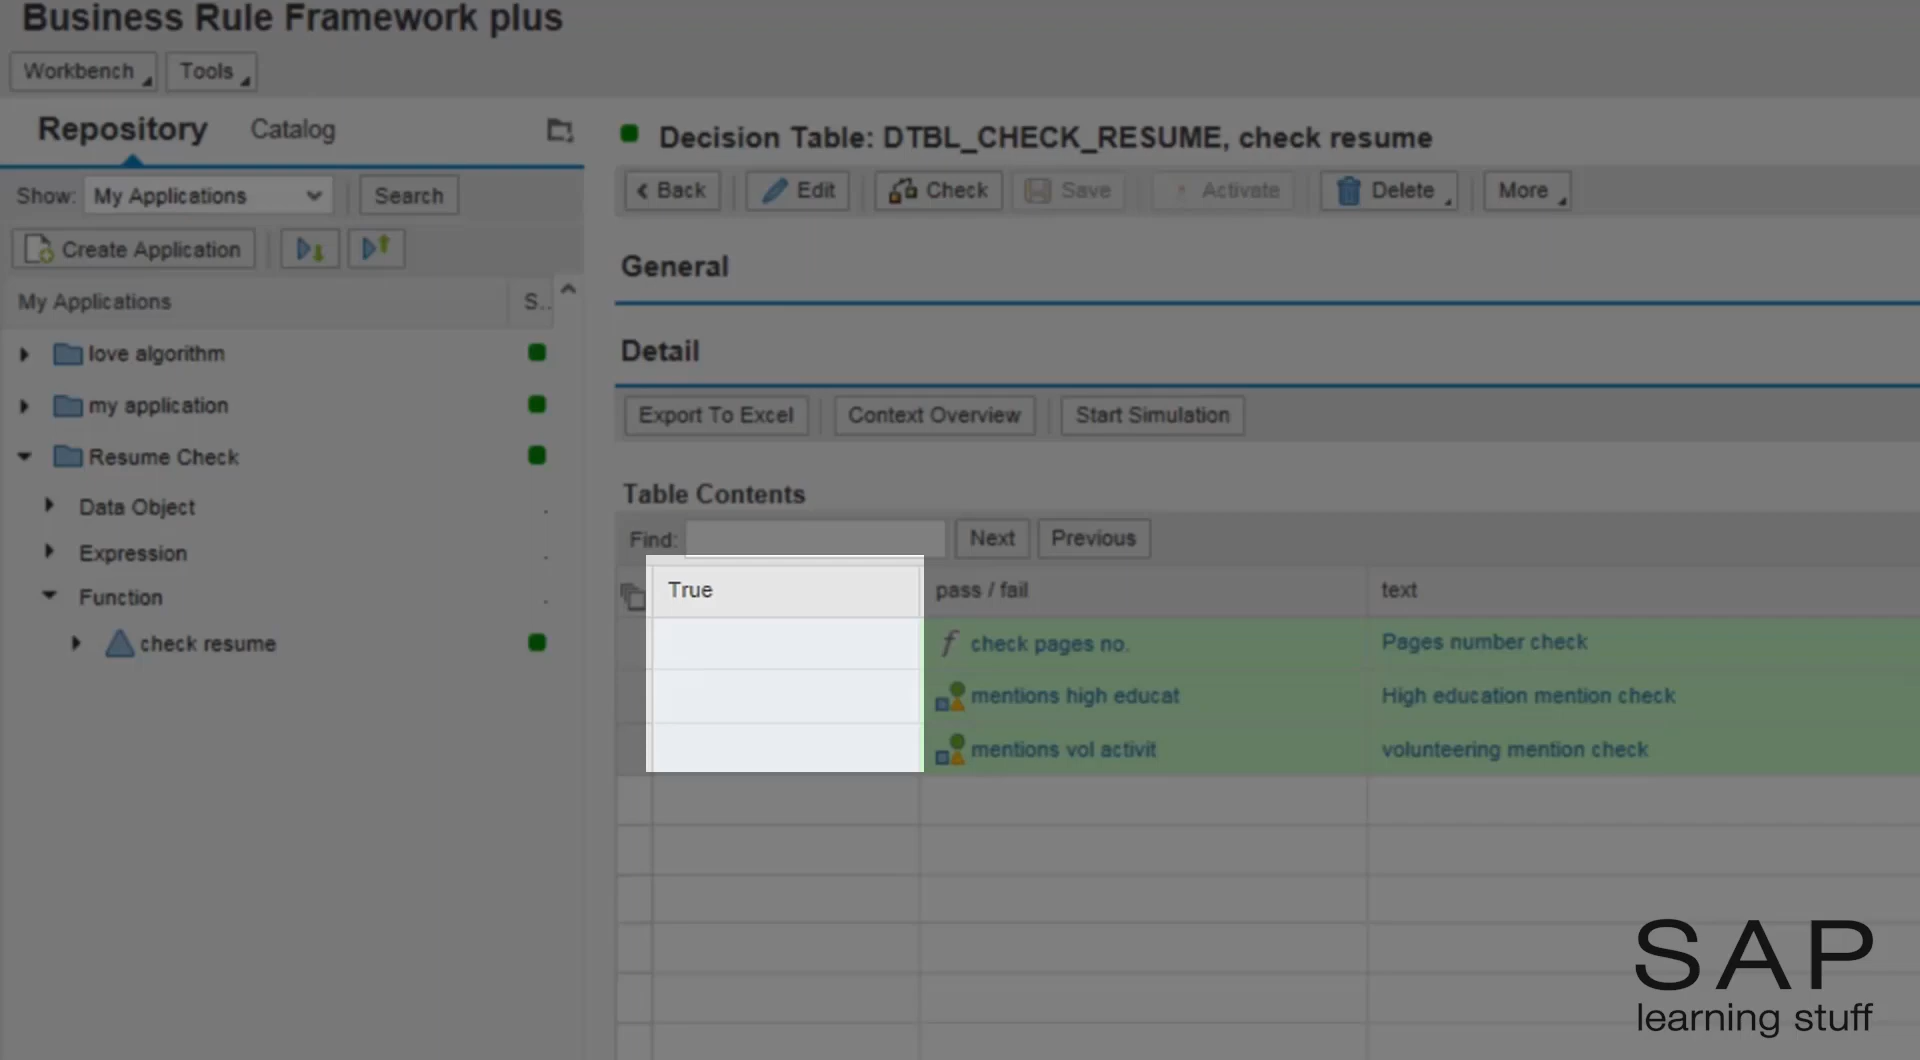 Business Rule Framework plus
Workbench Tools
Repository Catalog
Show: My Applications Search
Create Application
My Applications S..
love algorithm
my application
Resume Check
Data Object
Expression
Function
check resume
Decision Table: DTBL_CHECK_RESUME, check resume
Back Edit Check Save Activate Delete More
General
Detail
Export To Excel Context Overview Start Simulation
Table Contents
Find: Next Previous
True pass / fail text
check pages no. Pages number check
mentions high educat High education mention check
mentions vol activit volunteering mention check
SAP
learning stuff